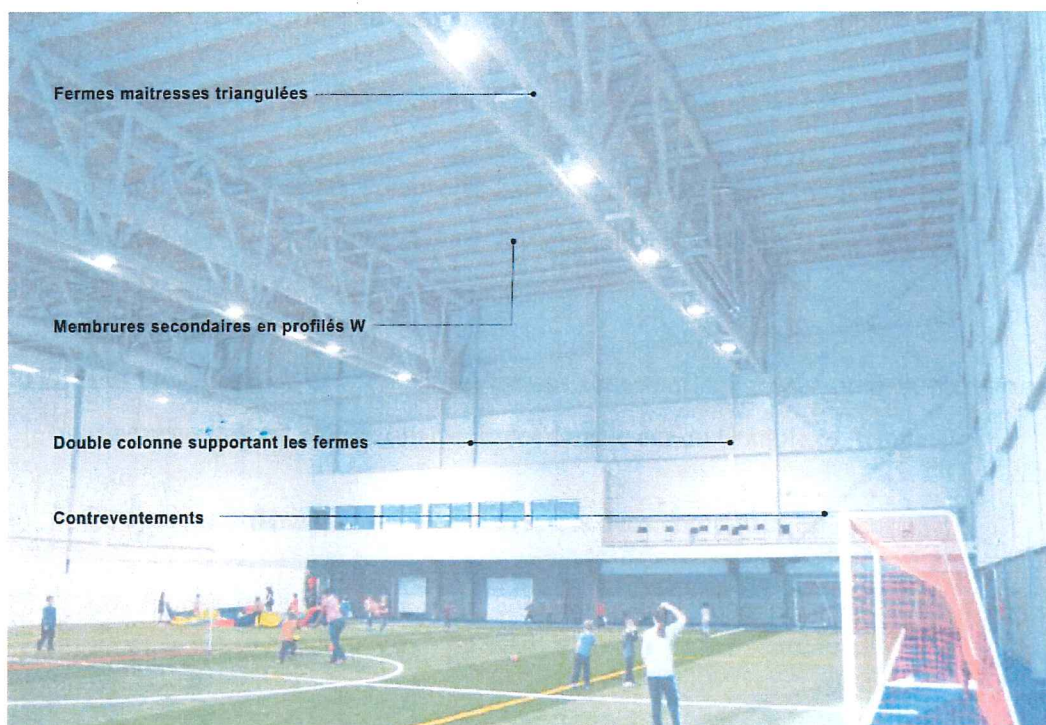 Fermes maitresses triangulées
Membrures secondaires en profilés W
Double colonne supportant les fermes
Contreventements